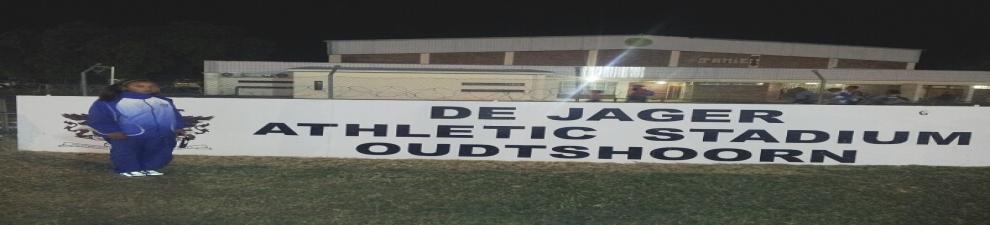 DE JAGER
ATHLETIC STADIUM
OUDTSHOORN